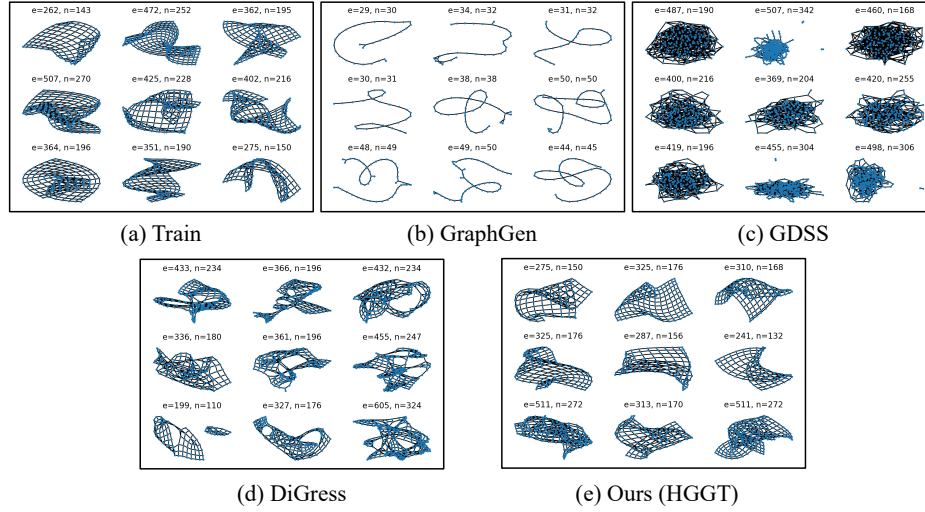 e=262, n=143 e=472, n=252 e=362, n=195
e=507, n=270 e=425, n=228 e=402, n=216
e=364, n=196 e=351, n=190 e=275, n=150
(a) Train
e=29, n=30 e=34, n=32 e=31, n=32
e=30, n=31 e=38, n=38 e=50, n=50
e=48, n=49 e=49, n=50 e=44, n=45
(b) GraphGen
e=487, n=190 e=507, n=342 e=460, n=168
e=400, n=216 e=369, n=204 e=420, n=255
e=419, n=196 e=455, n=304 e=498, n=306
(c) GDSS
e=433, n=234 e=366, n=196 e=432, n=234
e=336, n=180 e=361, n=196 e=455, n=247
e=199, n=110 e=327, n=176 e=605, n=324
(d) DiGress
e=275, n=150 e=325, n=176 e=310, n=168
e=325, n=176 e=287, n=156 e=241, n=132
e=511, n=272 e=313, n=170 e=511, n=272
(e) Ours (HGGT)